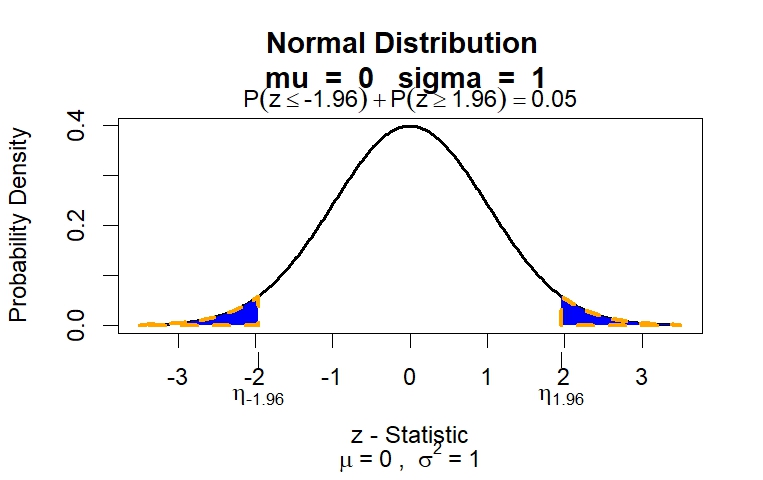 Normal Distribution
mu = 0 sigma = 1
P(z ≤ -1.96) + P(z ≥ 1.96) = 0.05
Probability Density
0.4
0.2
0.0
-3 -2 -1 0 1 2 3
η-1.96 η1.96
z - Statistic
μ = 0 , σ² = 1